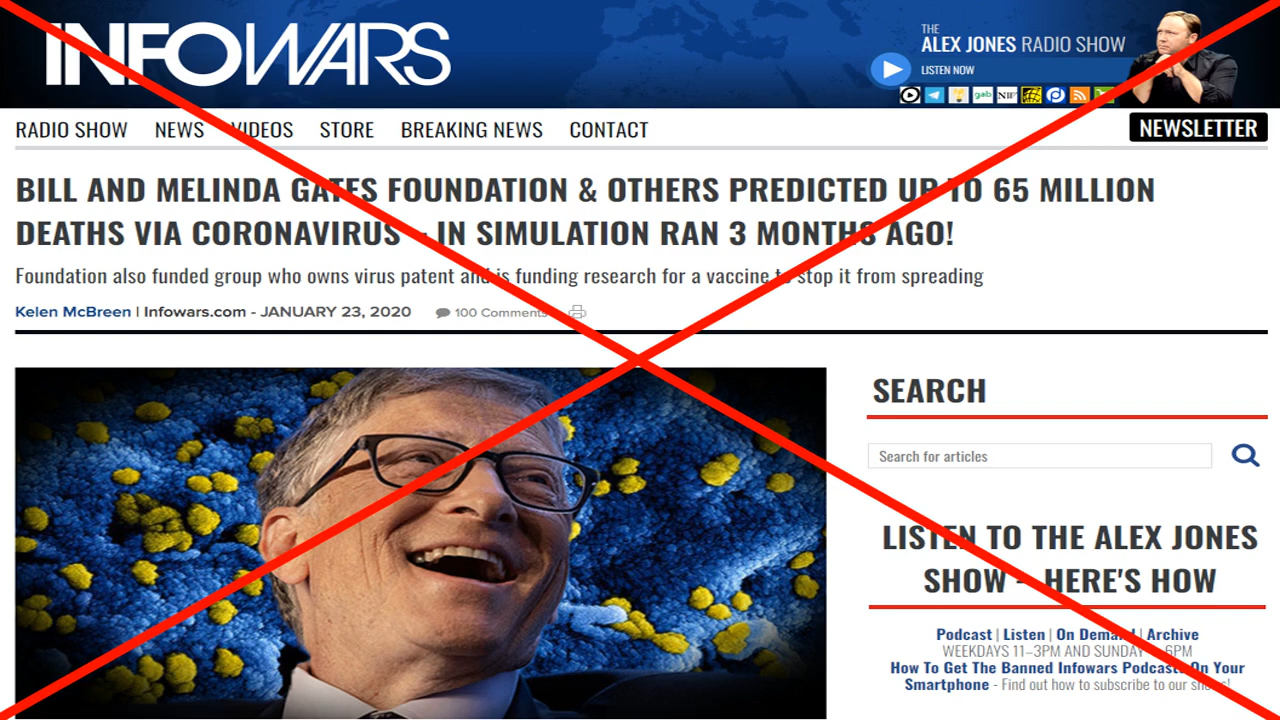 INFOWARS
THE
ALEX JONES RADIO SHOW
LISTEN NOW
gab
RADIO SHOW NEWS VIDEOS STORE BREAKING NEWS CONTACT NEWSLETTER
BILL AND MELINDA GATES FOUNDATION & OTHERS PREDICTED UP TO 65 MILLION
DEATHS VIA CORONAVIRUS – IN SIMULATION RAN 3 MONTHS AGO!
Foundation also funded group who owns virus patent and is funding research for a vaccine to stop it from spreading
Kelen McBreen | Infowars.com - JANUARY 23, 2020 100 Comments
SEARCH
Search for articles
LISTEN TO THE ALEX JONES
SHOW - HERE'S HOW
Podcast | Listen | On Demand | Archive
WEEKDAYS 11–3PM AND SUNDAY 6PM
How To Get The Banned Infowars Podcast On Your
Smartphone - Find out how to subscribe to our shows!